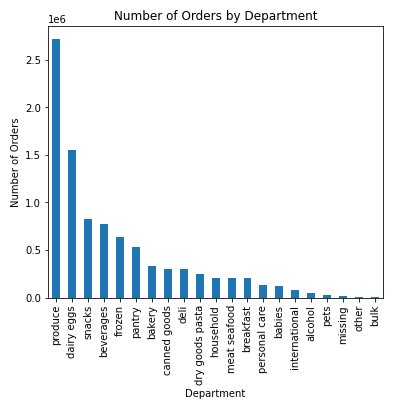 Number of Orders by Department
1e6
2.5
2.0
1.5
1.0
0.5
0.0
Number of Orders
produce
dairy eggs
snacks
beverages
frozen
pantry
bakery
canned goods
deli
dry goods pasta
household
meat seafood
breakfast
personal care
babies
international
alcohol
pets
missing
other
bulk
Department